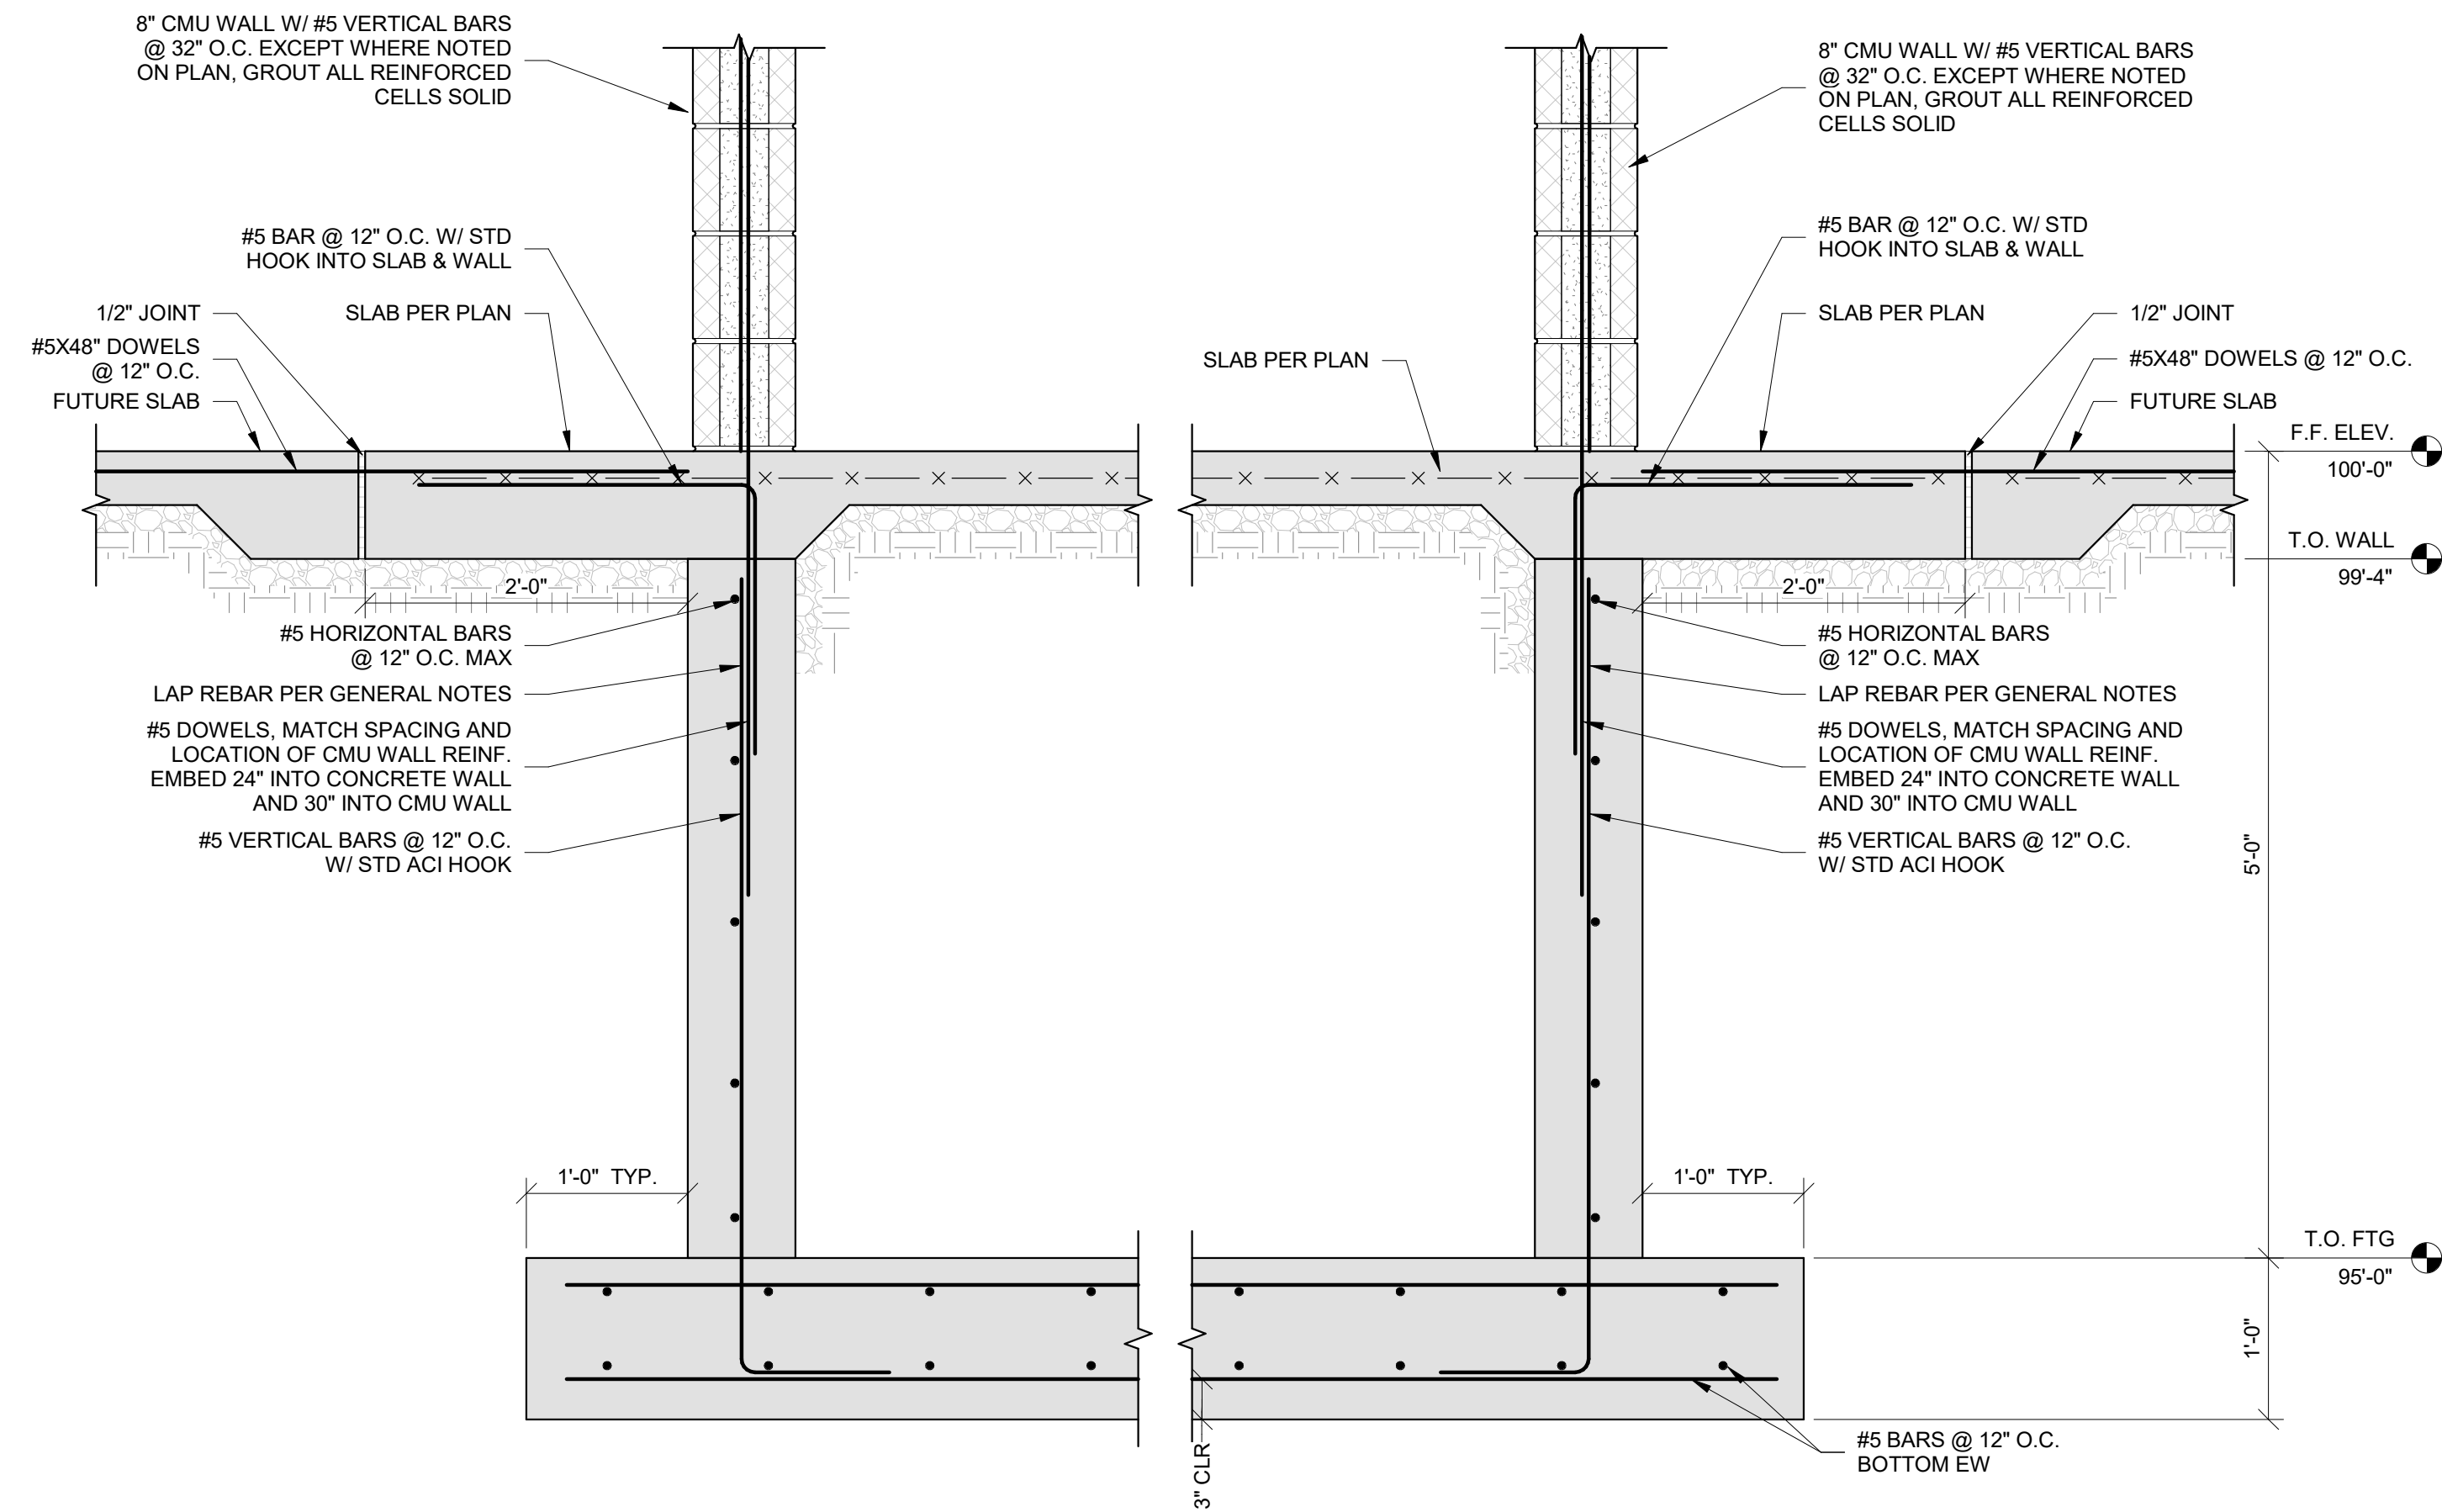 8" CMU WALL W/ #5 VERTICAL BARS
@ 32" O.C. EXCEPT WHERE NOTED
ON PLAN, GROUT ALL REINFORCED
CELLS SOLID
#5 BAR @ 12" O.C. W/ STD
HOOK INTO SLAB & WALL
1/2" JOINT
SLAB PER PLAN
#5X48" DOWELS
@ 12" O.C.
FUTURE SLAB
2'-0"
#5 HORIZONTAL BARS
@ 12" O.C. MAX
LAP REBAR PER GENERAL NOTES
#5 DOWELS, MATCH SPACING AND
LOCATION OF CMU WALL REINF.
EMBED 24" INTO CONCRETE WALL
AND 30" INTO CMU WALL
#5 VERTICAL BARS @ 12" O.C.
W/ STD ACI HOOK
1'-0" TYP.
8" CMU WALL W/ #5 VERTICAL BARS
@ 32" O.C. EXCEPT WHERE NOTED
ON PLAN, GROUT ALL REINFORCED
CELLS SOLID
#5 BAR @ 12" O.C. W/ STD
HOOK INTO SLAB & WALL
SLAB PER PLAN
1/2" JOINT
SLAB PER PLAN
#5X48" DOWELS @ 12" O.C.
FUTURE SLAB
F.F. ELEV.
100'-0"
T.O. WALL
99'-4"
2'-0"
#5 HORIZONTAL BARS
@ 12" O.C. MAX
LAP REBAR PER GENERAL NOTES
#5 DOWELS, MATCH SPACING AND
LOCATION OF CMU WALL REINF.
EMBED 24" INTO CONCRETE WALL
AND 30" INTO CMU WALL
#5 VERTICAL BARS @ 12" O.C.
W/ STD ACI HOOK
5'-0"
1'-0" TYP.
T.O. FTG
95'-0"
1'-0"
#5 BARS @ 12" O.C.
BOTTOM EW
3" CLR